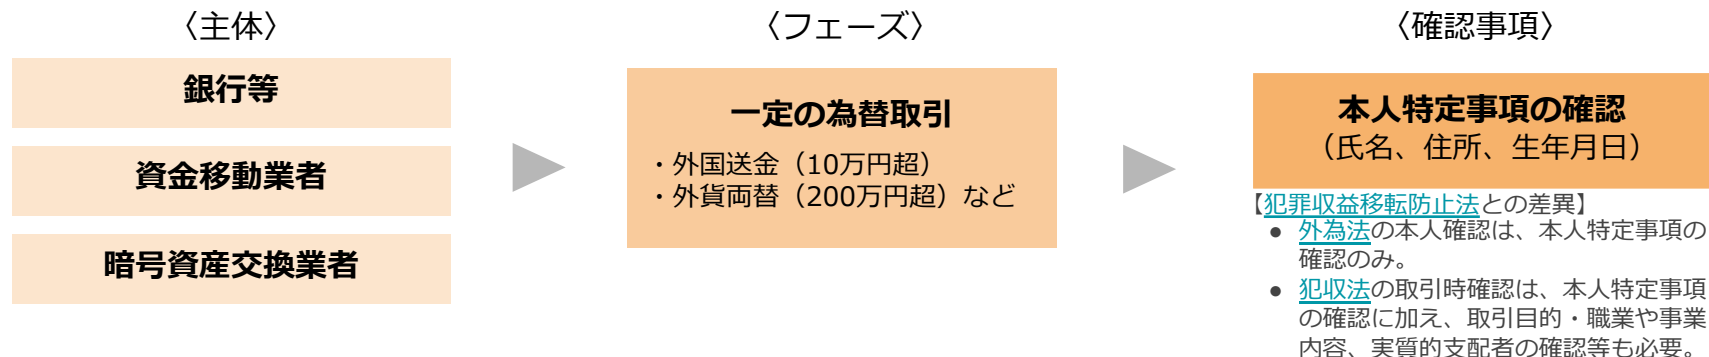 〈主体〉
銀行等
資金移動業者
暗号資産交換業者
〈フェーズ〉
一定の為替取引
・外国送金（10万円超）
・外貨両替（200万円超）など
〈確認事項〉
本人特定事項の確認
（氏名、住所、生年月日）
【犯罪収益移転防止法との差異】
● 外為法の本人確認は、本人特定事項の
確認のみ。
● 犯収法の取引時確認は、本人特定事項
の確認に加え、取引目的・職業や事業
内容、実質的支配者の確認等も必要。